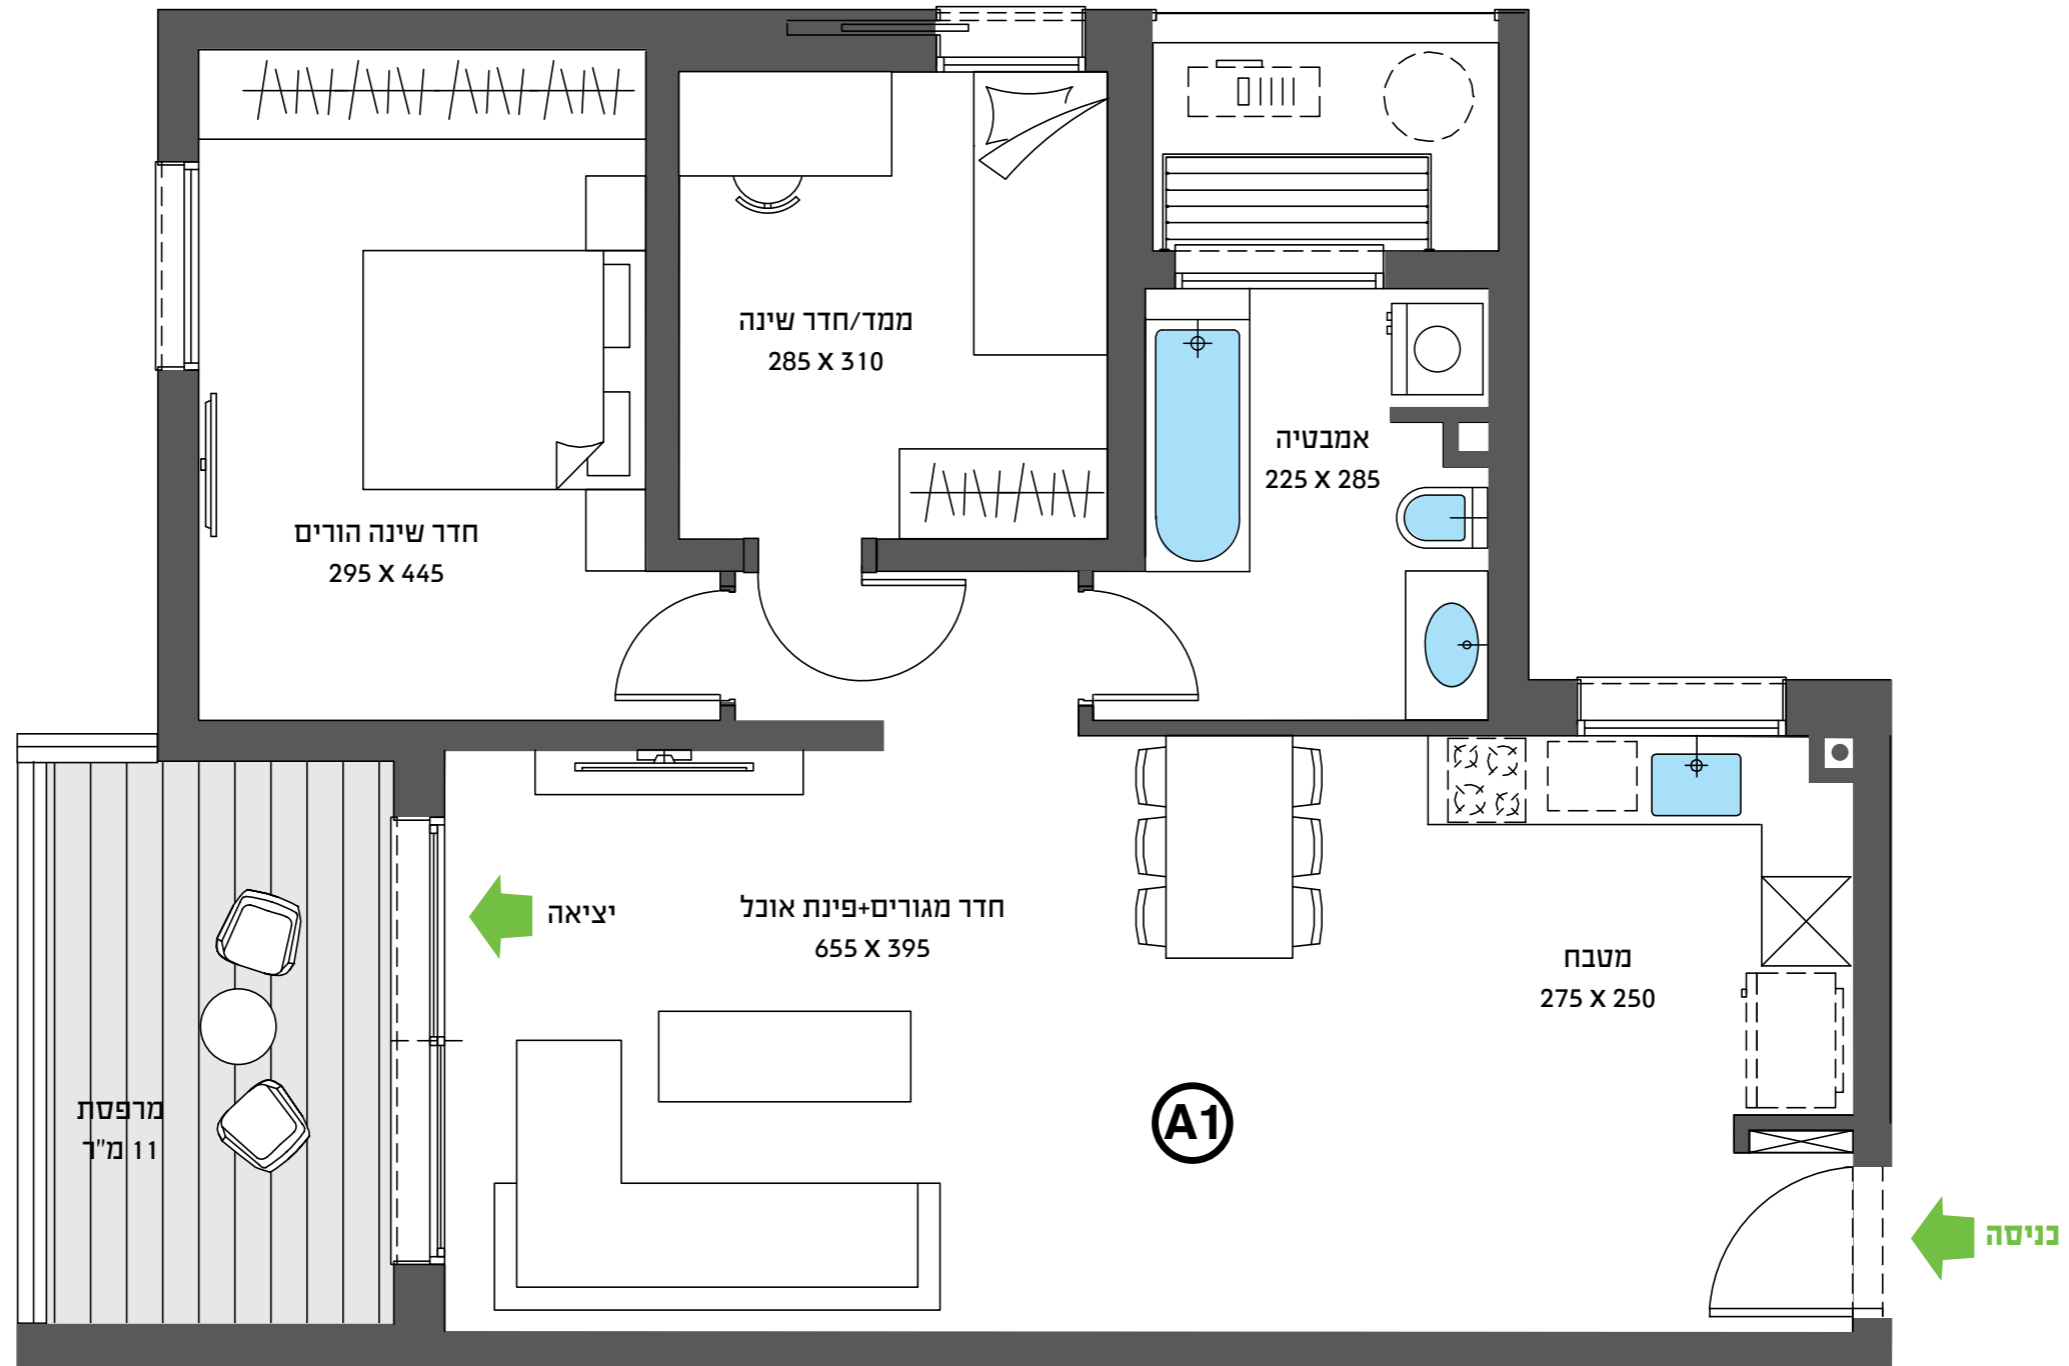 ממד/חדר שינה
285 X 310
אמבטיה
225 X 285
חדר שינה הורים
295 X 445
יציאה
חדר מגורים+פינת אוכל
655 X 395
מטבח
275 X 250
מרפסת
11 מ"ר
A1
כניסה